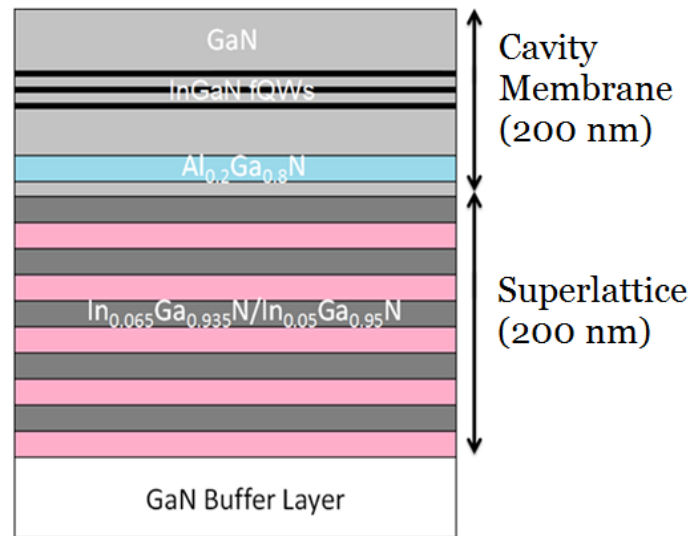 GaN
InGaN fQWs
Al0.2Ga0.8N
In0.065Ga0.935N/In0.05Ga0.95N
GaN Buffer Layer
Cavity
Membrane
(200 nm)
Superlattice
(200 nm)